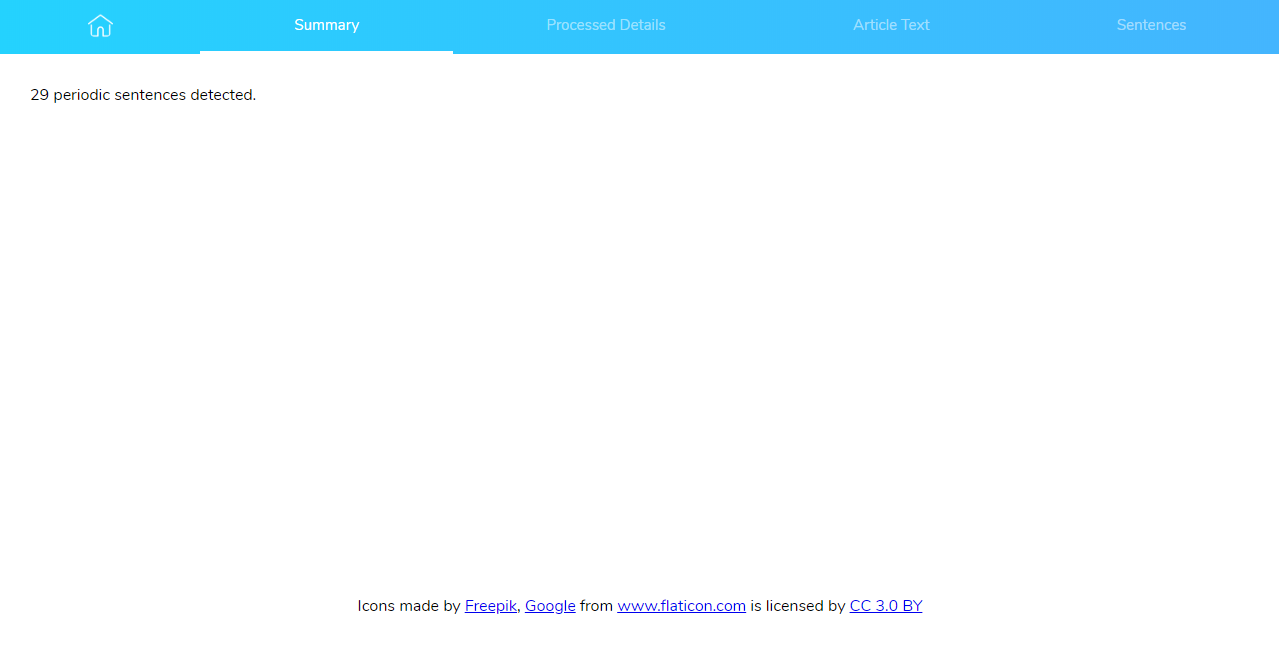 Summary Processed Details Article Text Sentences
29 periodic sentences detected.
Icons made by Freepik, Google from www.flaticon.com is licensed by CC 3.0 BY